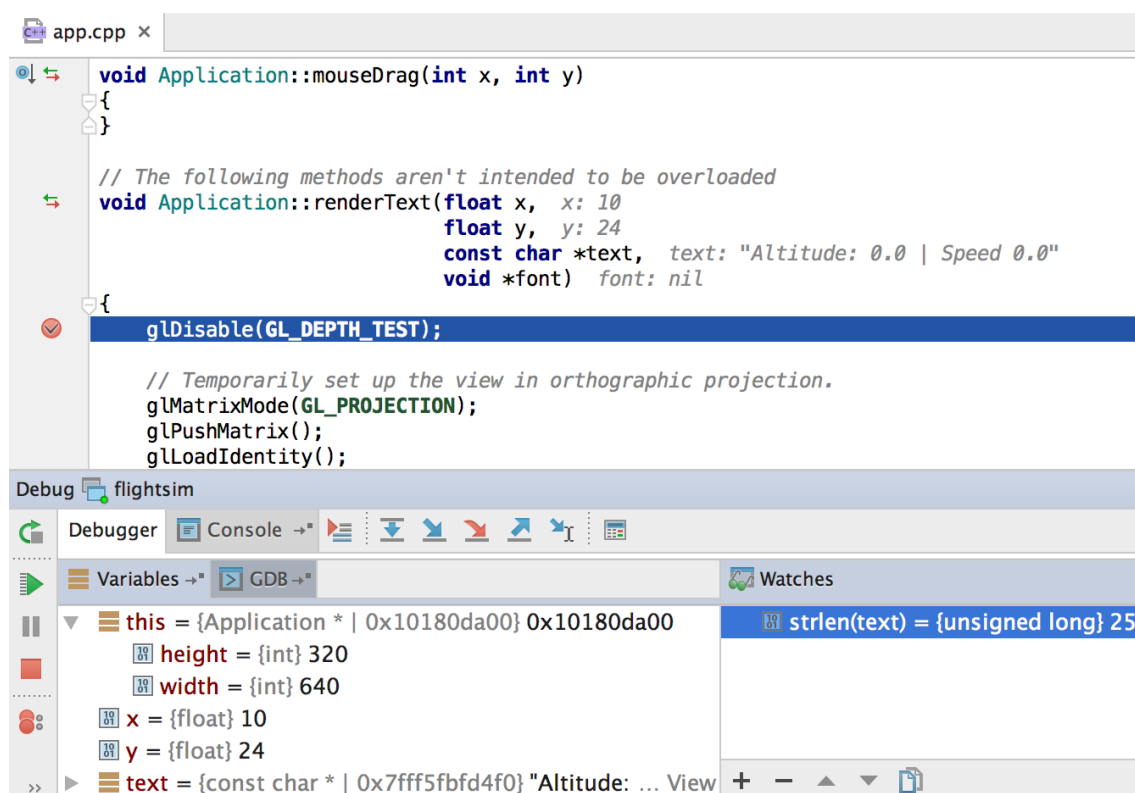 app.cpp ×
void Application::mouseDrag(int x, int y)
{
}
// The following methods aren't intended to be overloaded
void Application::renderText(float x,  x: 10
float y,  y: 24
const char *text,  text: "Altitude: 0.0 | Speed 0.0"
void *font)  font: nil
{
glDisable(GL_DEPTH_TEST);
// Temporarily set up the view in orthographic projection.
glMatrixMode(GL_PROJECTION);
glPushMatrix();
glLoadIdentity();
Debug flightsim
Debugger Console
Variables GDB Watches
this = {Application * | 0x10180da00} 0x10180da00
strlen(text) = {unsigned long} 25
height = {int} 320
width = {int} 640
x = {float} 10
y = {float} 24
text = {const char * | 0x7fff5fbfd4f0} "Altitude: … View